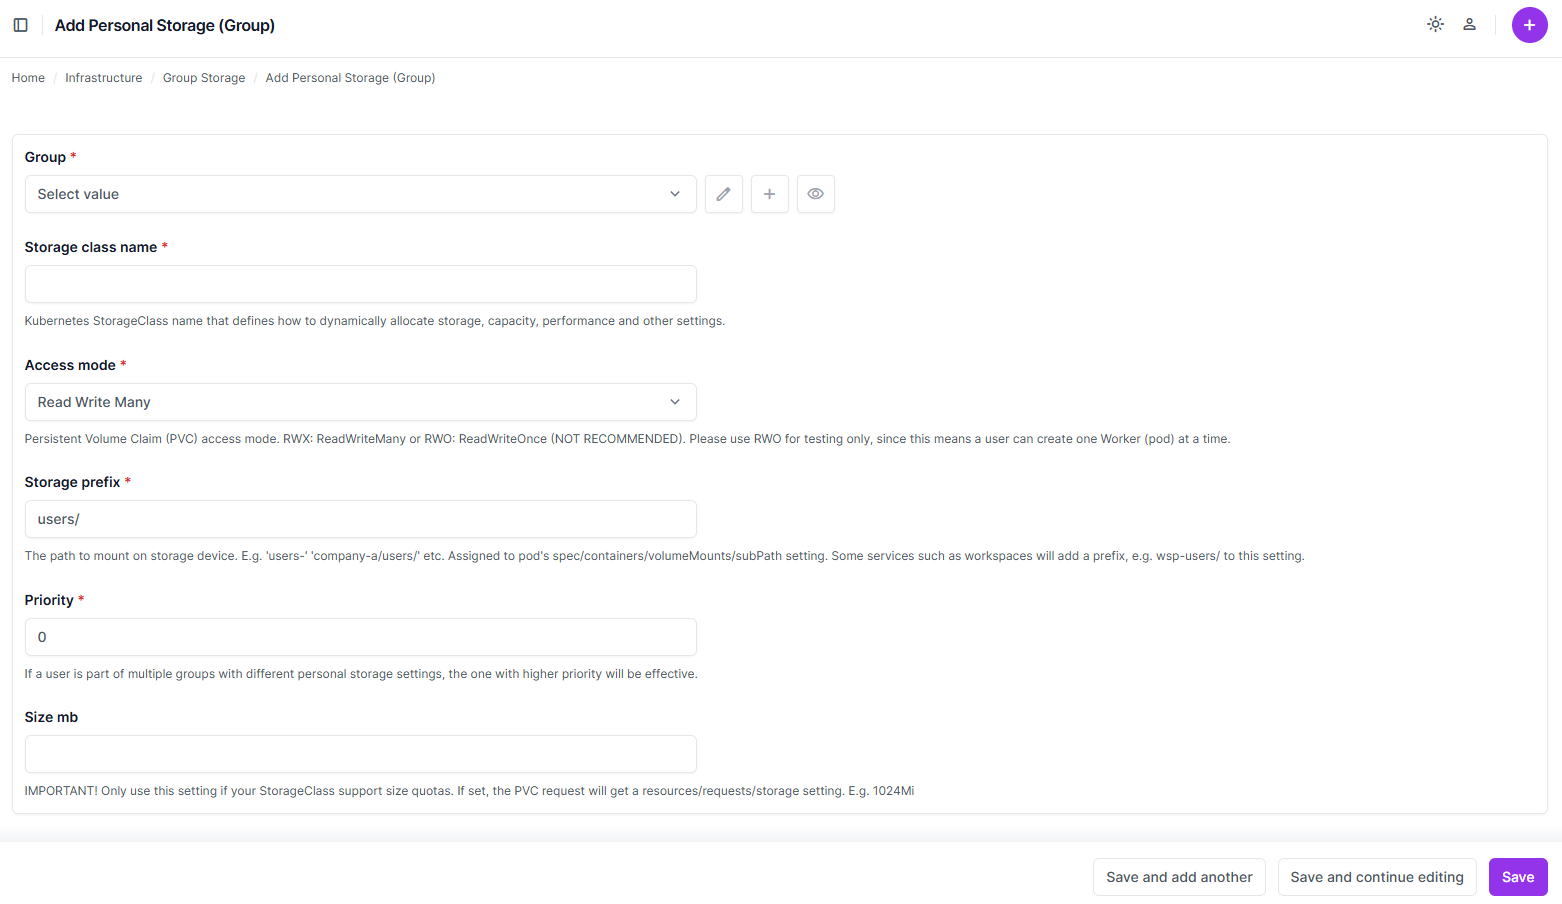 Add Personal Storage (Group)
Home / Infrastructure / Group Storage / Add Personal Storage (Group)
Group *
Select value
Storage class name *
Kubernetes StorageClass name that defines how to dynamically allocate storage, capacity, performance and other settings.
Access mode *
Read Write Many
Persistent Volume Claim (PVC) access mode. RWX: ReadWriteMany or RWO: ReadWriteOnce (NOT RECOMMENDED). Please use RWO for testing only, since this means a user can create one Worker (pod) at a time.
Storage prefix *
users/
The path to mount on storage device. E.g. 'users-' 'company-a/users/' etc. Assigned to pod's spec/containers/volumeMounts/subPath setting. Some services such as workspaces will add a prefix, e.g. wsp-users/ to this setting.
Priority *
0
If a user is part of multiple groups with different personal storage settings, the one with higher priority will be effective.
Size mb
IMPORTANT! Only use this setting if your StorageClass support size quotas. If set, the PVC request will get a resources/requests/storage setting. E.g. 1024Mi
Save and add another
Save and continue editing
Save